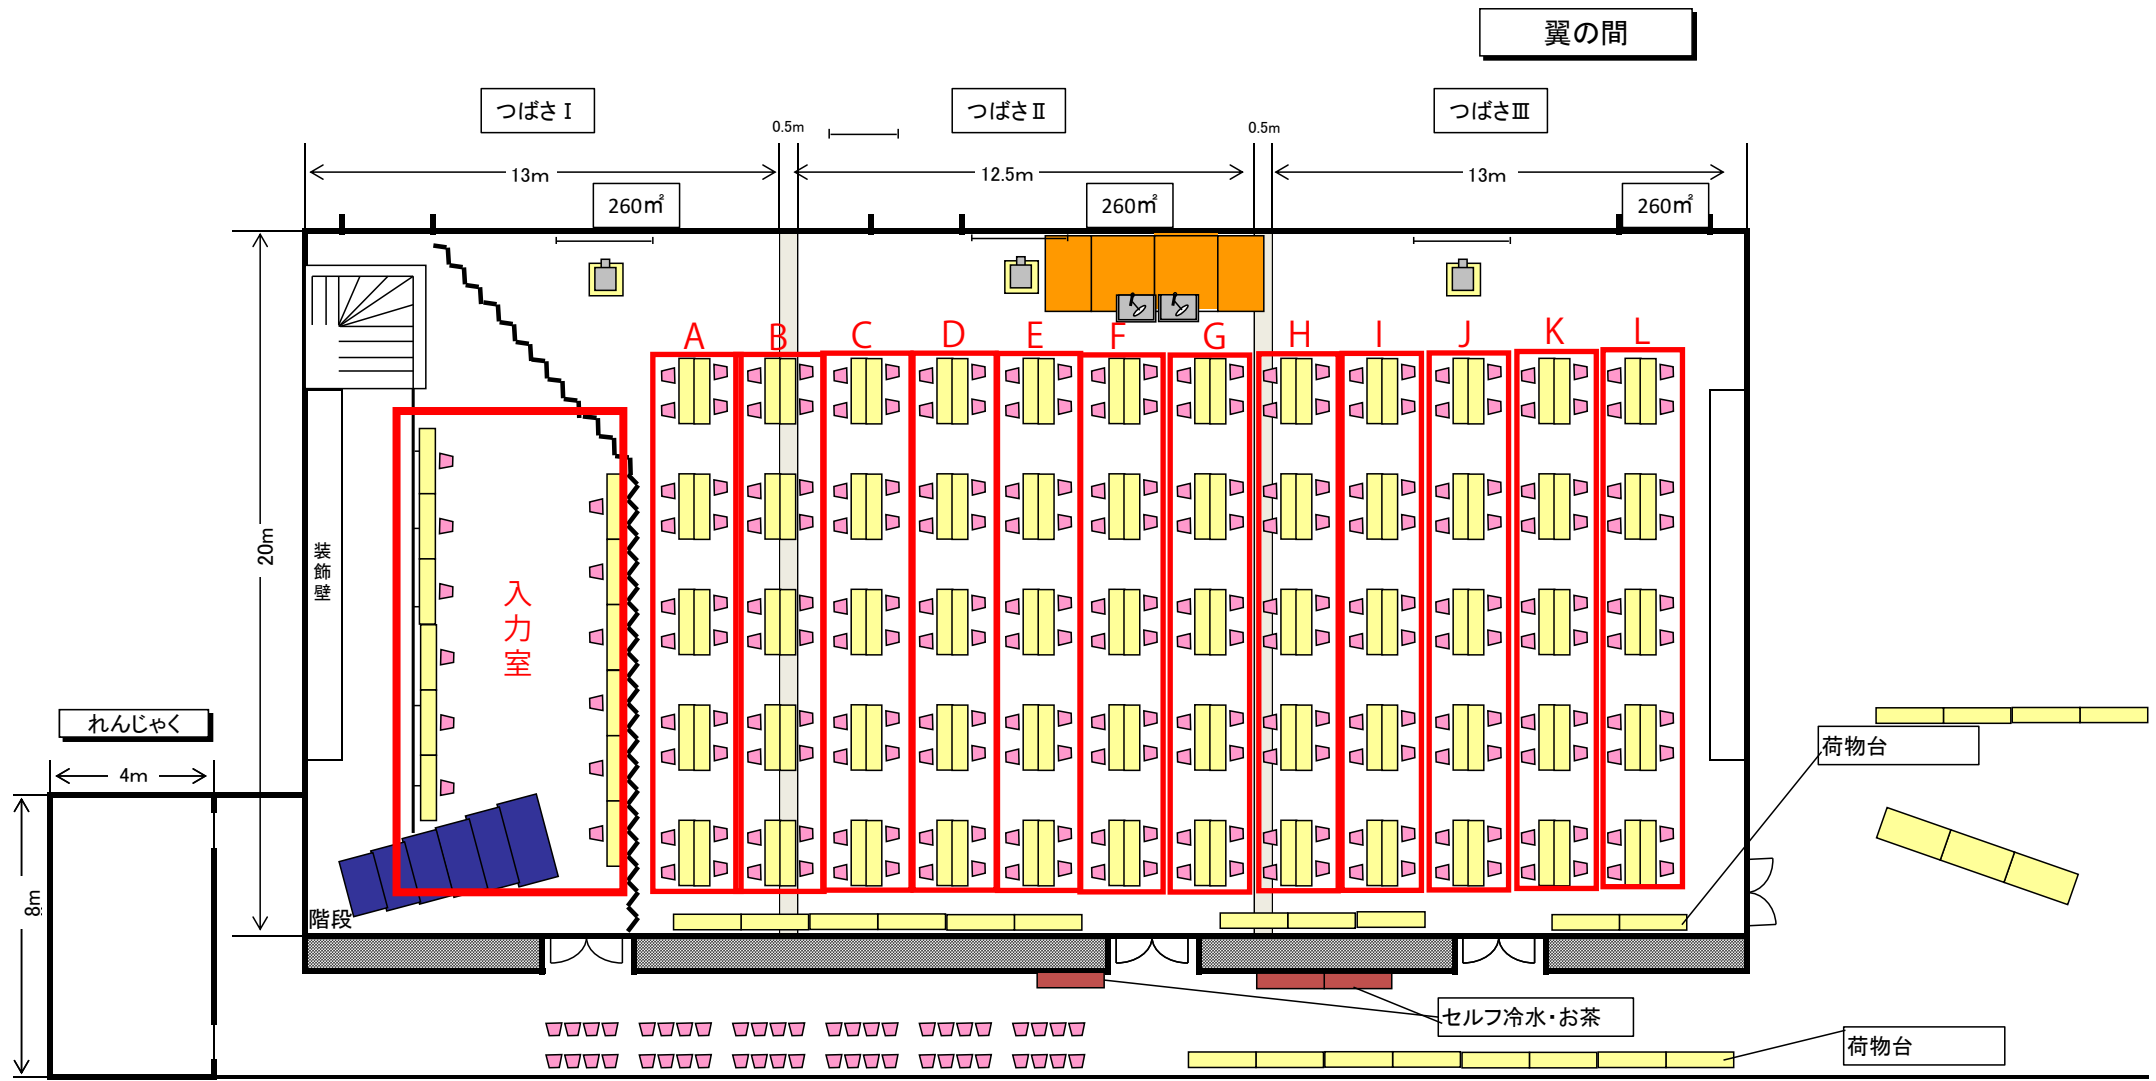 翼の間
つばさⅠ
つばさⅡ
つばさⅢ
0.5m
0.5m
13m
12.5m
13m
260㎡
260㎡
260㎡
A
B
C
D
E
F
G
H
I
J
K
L
20m
装飾壁
入力室
れんじゃく
4m
8m
階段
荷物台
セルフ冷水・お茶
荷物台